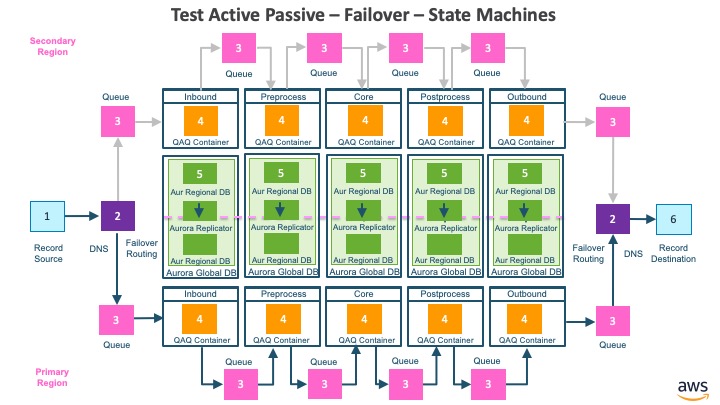 Test Active Passive – Failover – State Machines
Secondary
Region
3
3
3
3
Queue
Queue
Queue
Queue
Queue
3
Inbound
4
QAQ Container
Preprocess
4
QAQ Container
Core
4
QAQ Container
Postprocess
4
QAQ Container
Outbound
4
QAQ Container
Queue
3
5
Aur Regional DB
Aurora Replicator
Aur Regional DB
Aurora Global DB
5
Aur Regional DB
Aurora Replicator
Aur Regional DB
Aurora Global DB
5
Aur Regional DB
Aurora Replicator
Aur Regional DB
Aurora Global DB
5
Aur Regional DB
Aurora Replicator
Aur Regional DB
Aurora Global DB
5
Aur Regional DB
Aurora Replicator
Aur Regional DB
Aurora Global DB
1
Record
Source
2
DNS
Failover
Routing
2
Failover
Routing
DNS
6
Record
Destination
3
Queue
Inbound
4
QAQ Container
Preprocess
4
QAQ Container
Core
4
QAQ Container
Postprocess
4
QAQ Container
Outbound
4
QAQ Container
3
Queue
Queue
Queue
Queue
Queue
3
3
3
3
Primary
Region
aws